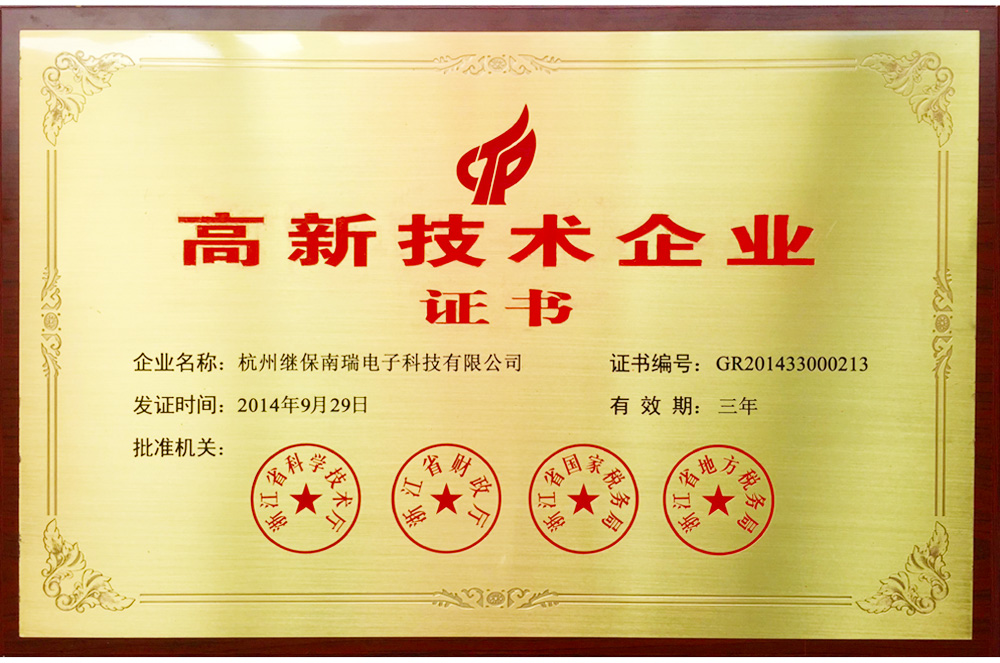 高新技术企业
证书
企业名称：杭州继保南瑞电子科技有限公司 证书编号：GR201433000213
发证时间：2014年9月29日 有效期：三年
批准机关：
浙江省科学技术厅 浙江省财政厅 浙江省国家税务局 浙江省地方税务局